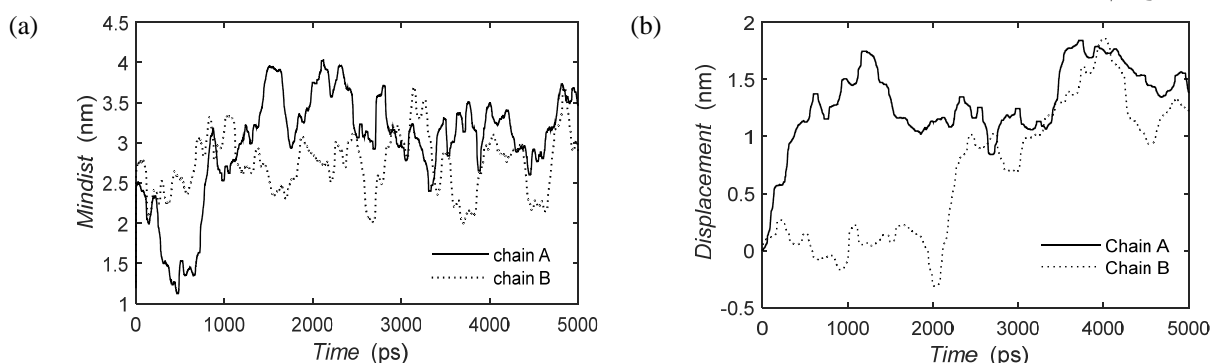 (a)
4.5
4
3.5
3
2.5
2
1.5
1
Mindist (nm)
chain A
chain B
0
1000
2000
3000
4000
5000
Time (ps)
(b)
2
1.5
1
0.5
0
-0.5
Displacement (nm)
Chain A
Chain B
0
1000
2000
3000
4000
5000
Time (ps)